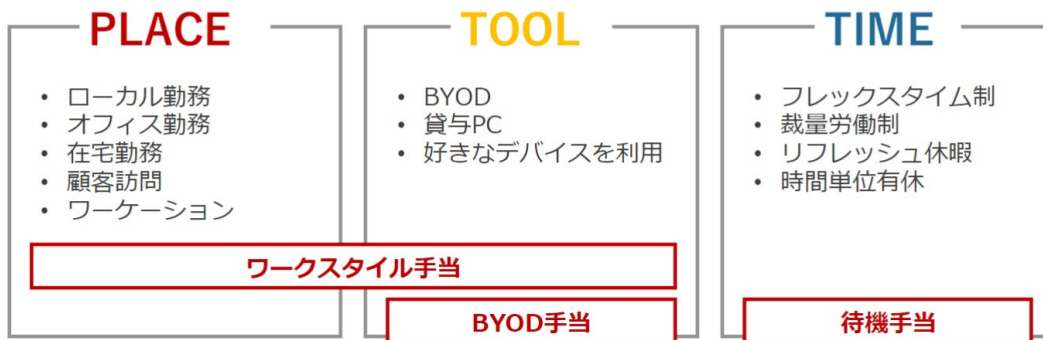 PLACE
• ローカル勤務
• オフィス勤務
• 在宅勤務
• 顧客訪問
• ワーケーション
TOOL
• BYOD
• 貸与PC
• 好きなデバイスを利用
TIME
• フレックスタイム制
• 裁量労働制
• リフレッシュ休暇
• 時間単位有休
ワークスタイル手当
BYOD手当
待機手当